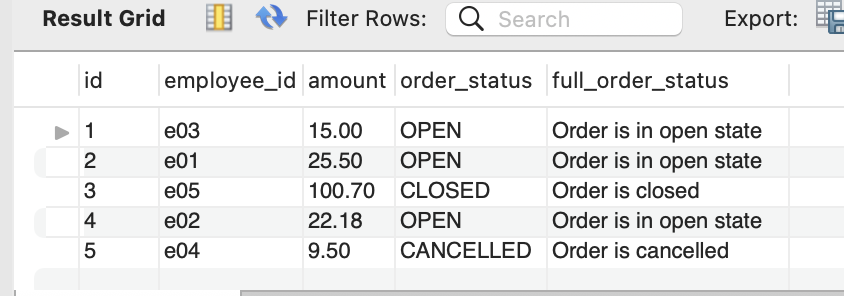 Result Grid Filter Rows: Search Export:
id employee_id amount order_status full_order_status
1 e03 15.00 OPEN Order is in open state
2 e01 25.50 OPEN Order is in open state
3 e05 100.70 CLOSED Order is closed
4 e02 22.18 OPEN Order is in open state
5 e04 9.50 CANCELLED Order is cancelled